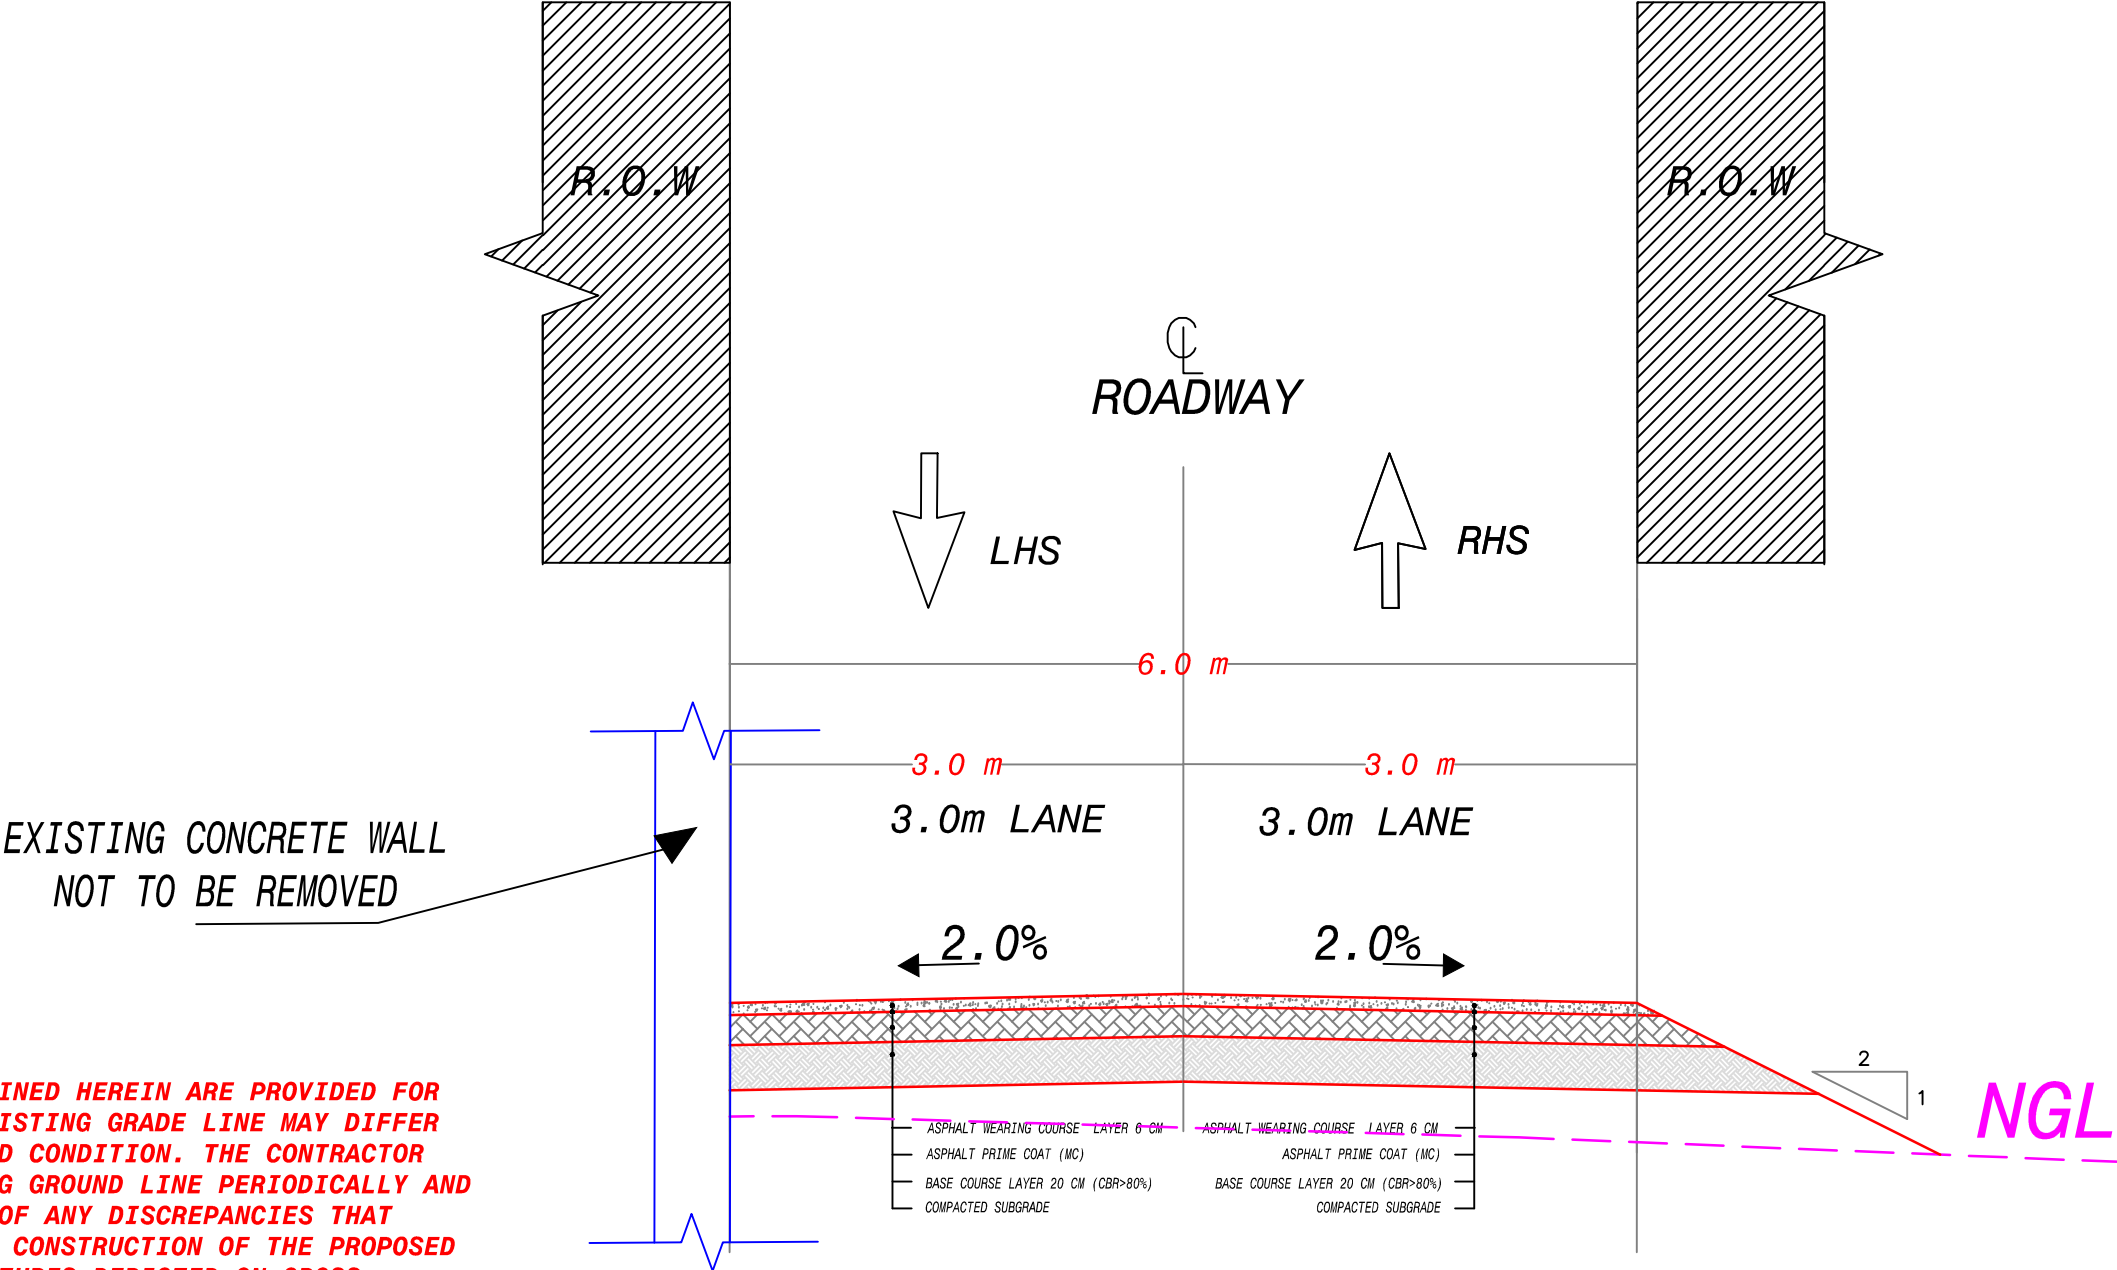 R.O.W
R.O.W
℄
ROADWAY
LHS
RHS
6.0 m
3.0 m
3.0 m
3.0m LANE
3.0m LANE
EXISTING CONCRETE WALL
NOT TO BE REMOVED
2.0%
2.0%
2
1
NGL
ASPHALT WEARING COURSE LAYER 6 CM
ASPHALT PRIME COAT (MC)
BASE COURSE LAYER 20 CM (CBR>80%)
COMPACTED SUBGRADE
ASPHALT WEARING COURSE LAYER 6 CM
ASPHALT PRIME COAT (MC)
BASE COURSE LAYER 20 CM (CBR>80%)
COMPACTED SUBGRADE
INED HEREIN ARE PROVIDED FOR
ISTING GRADE LINE MAY DIFFER
D CONDITION. THE CONTRACTOR
G GROUND LINE PERIODICALLY AND
OF ANY DISCREPANCIES THAT
CONSTRUCTION OF THE PROPOSED